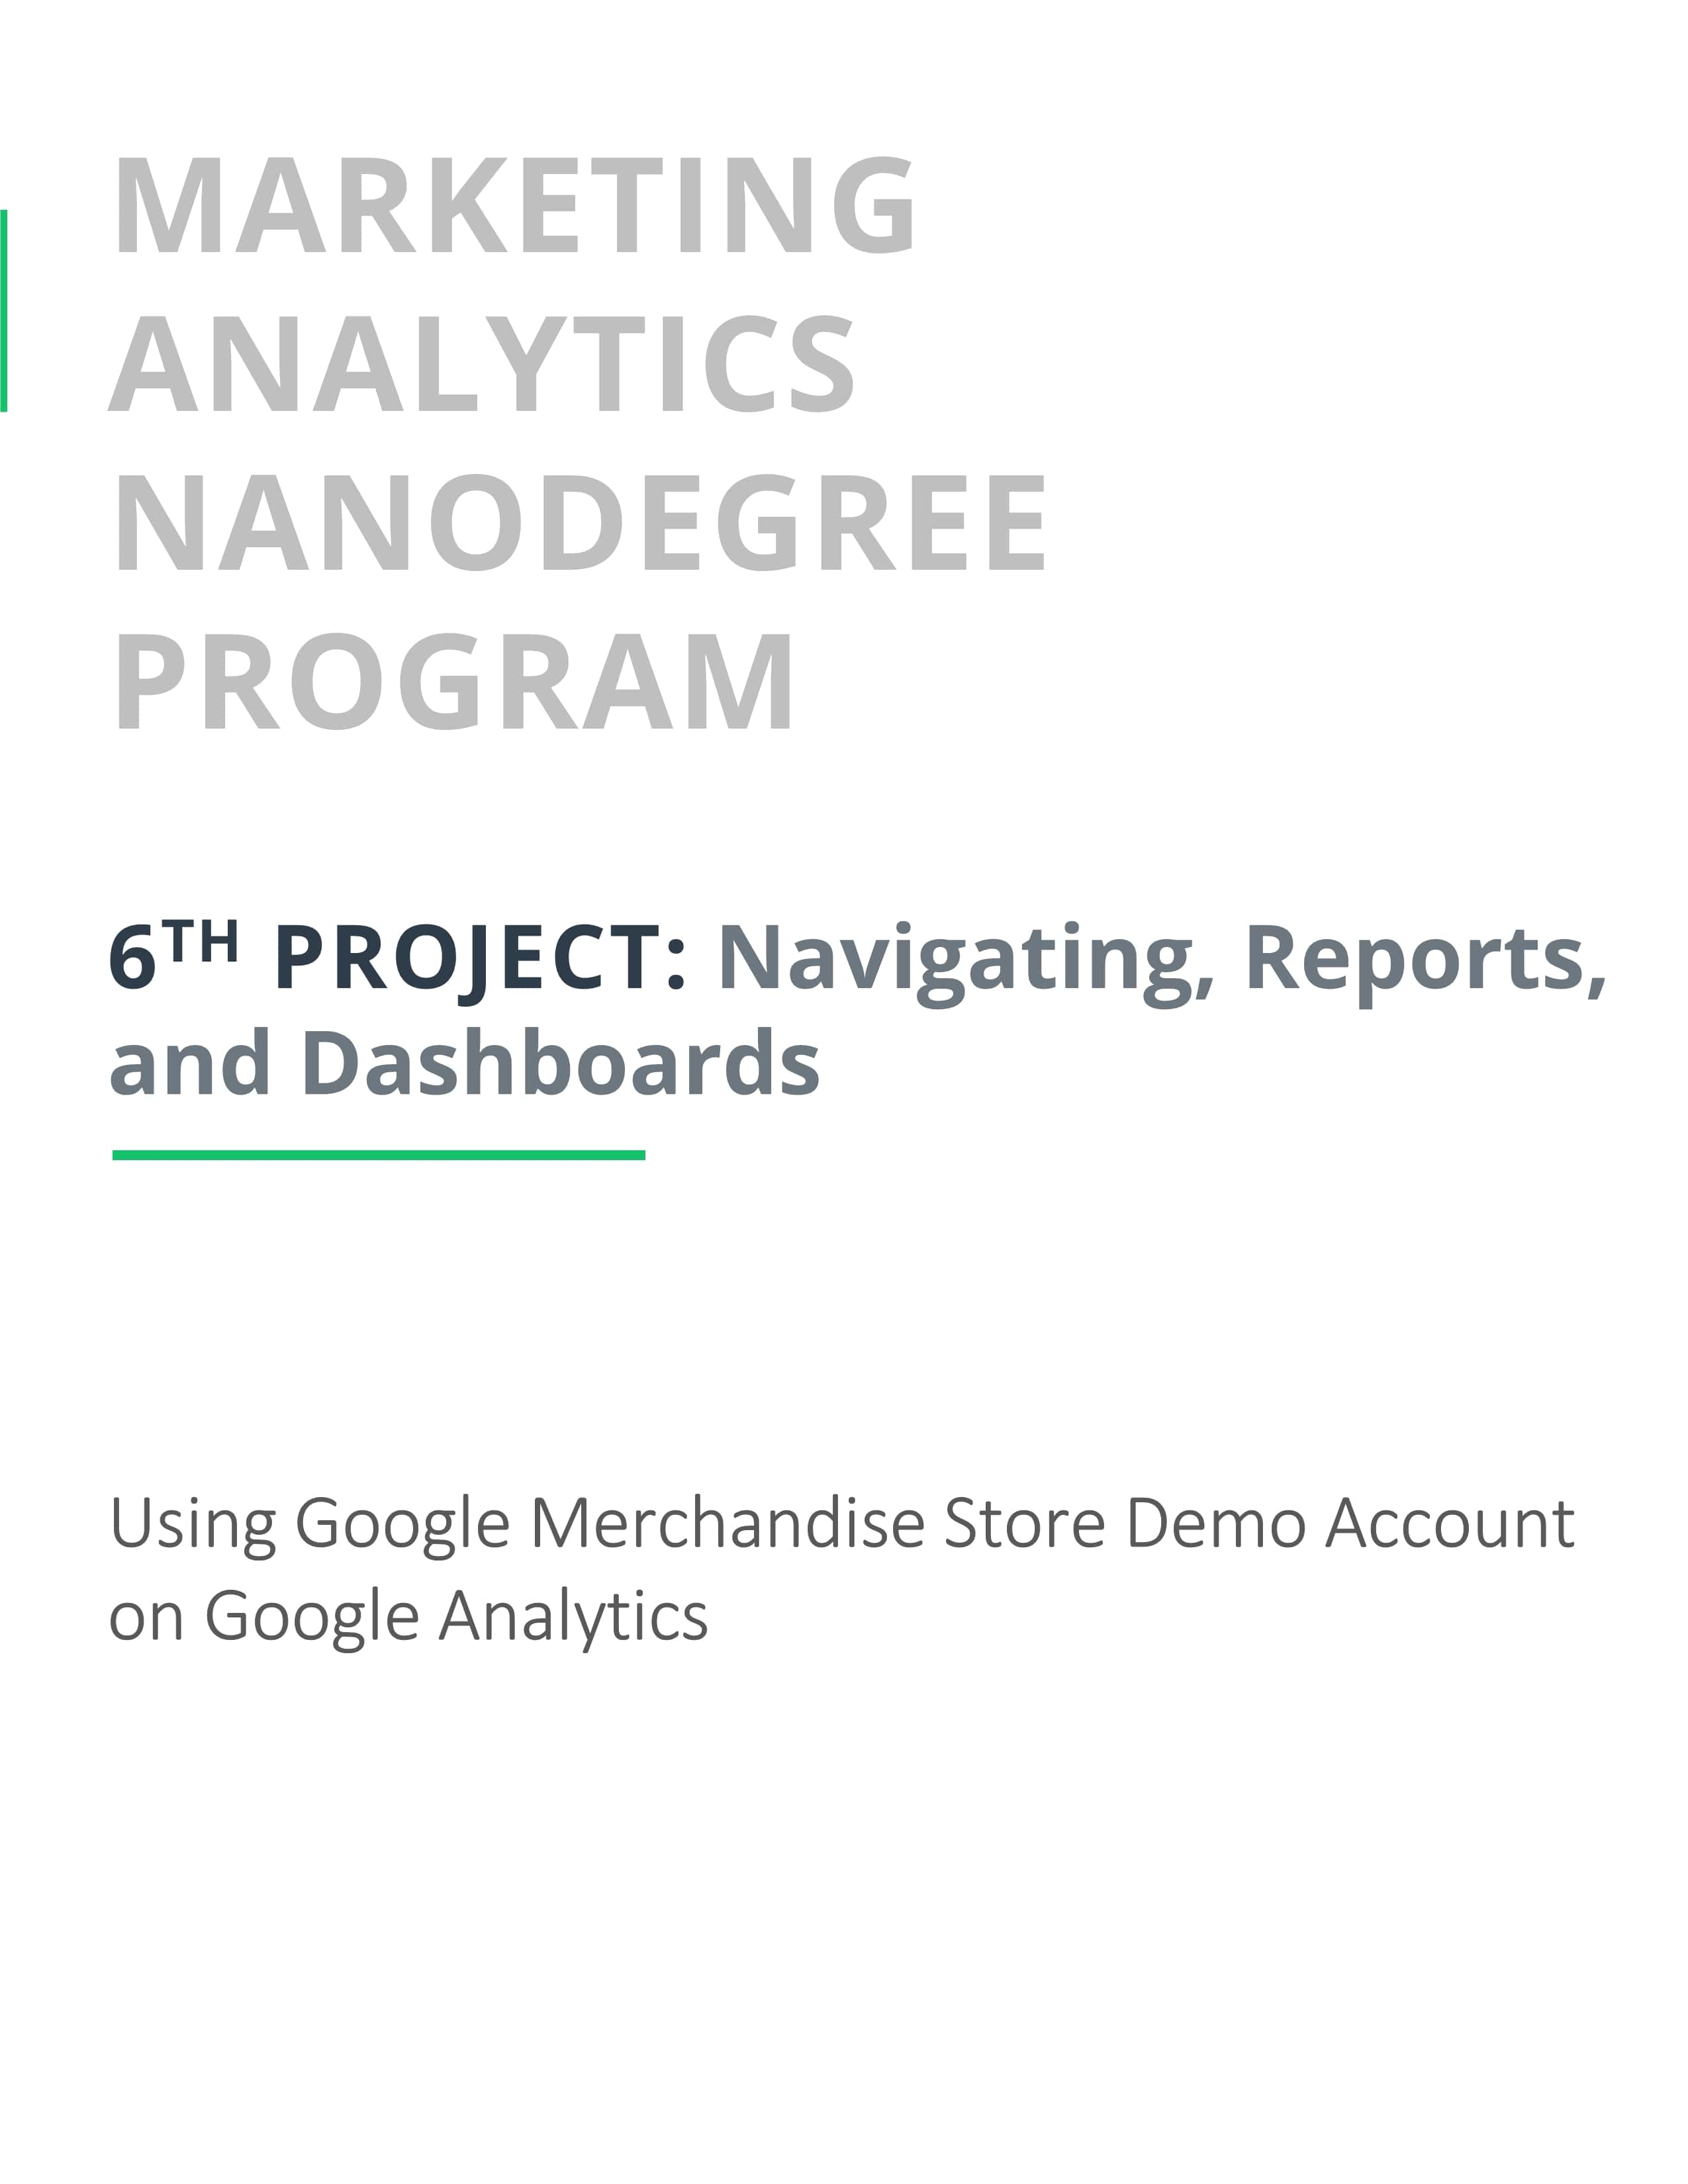 MARKETING
ANALYTICS
NANODEGREE
PROGRAM
6TH PROJECT: Navigating, Reports,
and Dashboards
Using Google Merchandise Store Demo Account
on Google Analytics